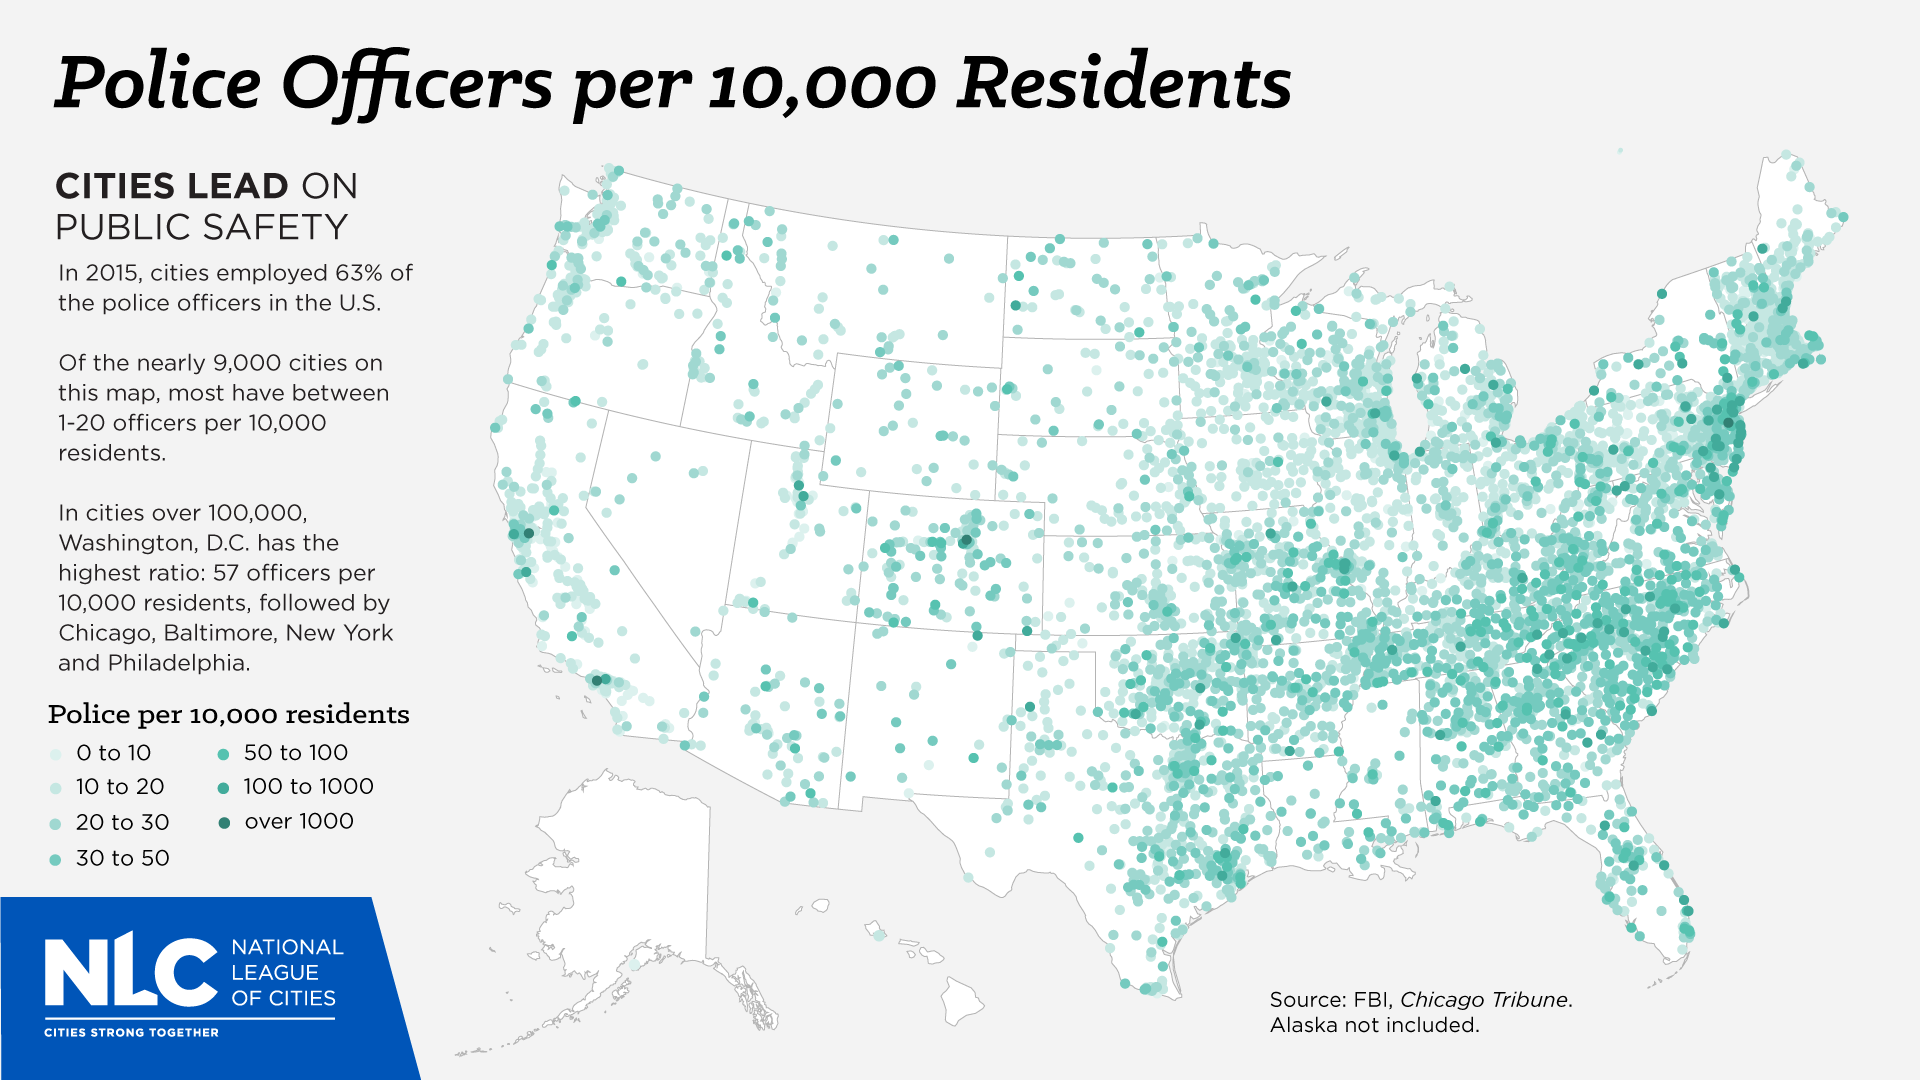 Police Officers per 10,000 Residents
CITIES LEAD ON
PUBLIC SAFETY
In 2015, cities employed 63% of
the police officers in the U.S.
Of the nearly 9,000 cities on
this map, most have between
1-20 officers per 10,000
residents.
In cities over 100,000,
Washington, D.C. has the
highest ratio: 57 officers per
10,000 residents, followed by
Chicago, Baltimore, New York
and Philadelphia.
Police per 10,000 residents
0 to 10
10 to 20
20 to 30
30 to 50
50 to 100
100 to 1000
over 1000
NLC
NATIONAL
LEAGUE
OF CITIES
CITIES STRONG TOGETHER
Source: FBI, Chicago Tribune.
Alaska not included.